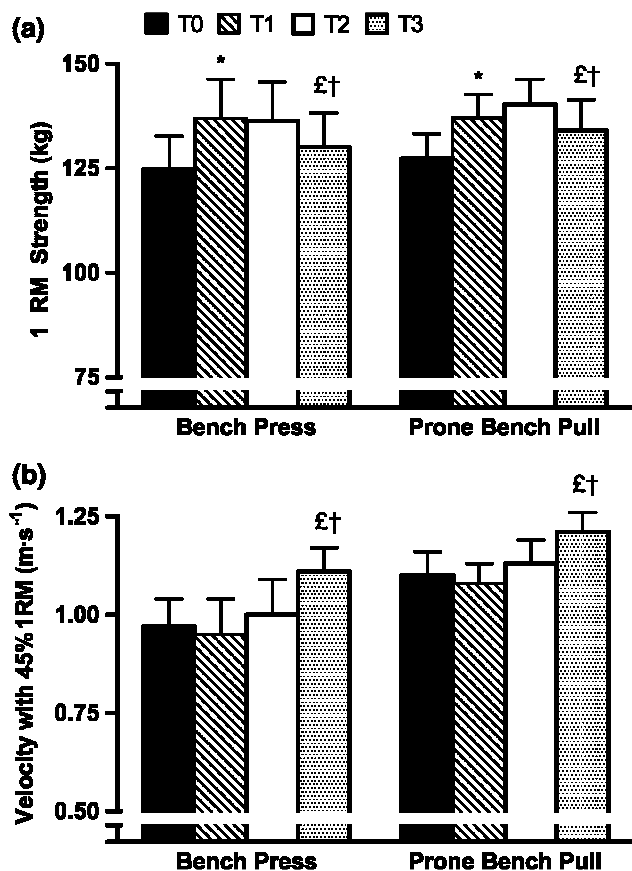 (a)
T0 T1 T2 T3
150
125
100
75
1 RM Strength (kg)
*
£†
*
£†
Bench Press Prone Bench Pull
(b)
1.25
1.00
0.75
0.50
Velocity with 45% 1RM (m·s-1)
£†
£†
Bench Press Prone Bench Pull